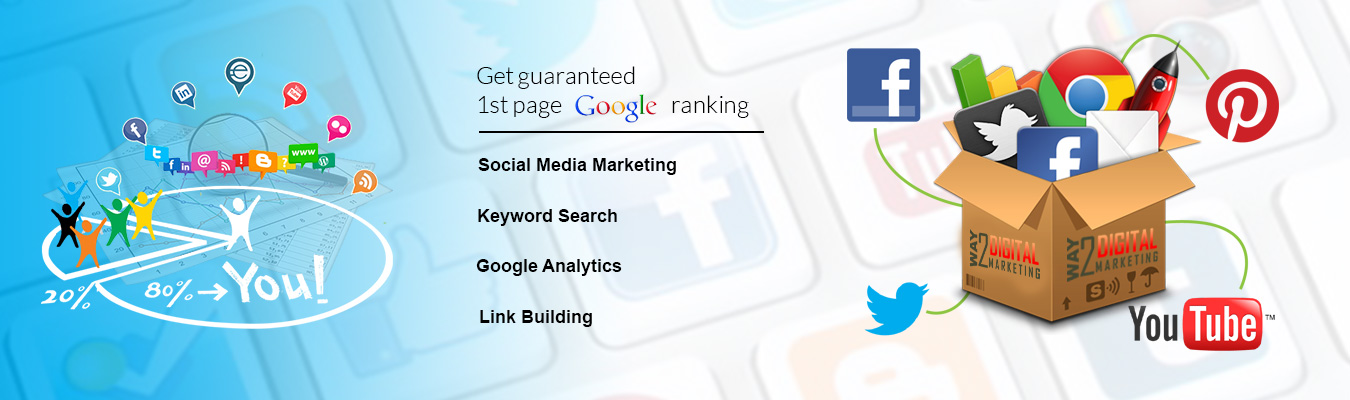 Get guaranteed
1st page Google ranking
Social Media Marketing
Keyword Search
Google Analytics
Link Building
www
20%
80%
You!
WAY
2
DIGITAL
MARKETING
WAY
2
DIGITAL
MARKETING
YouTube TM